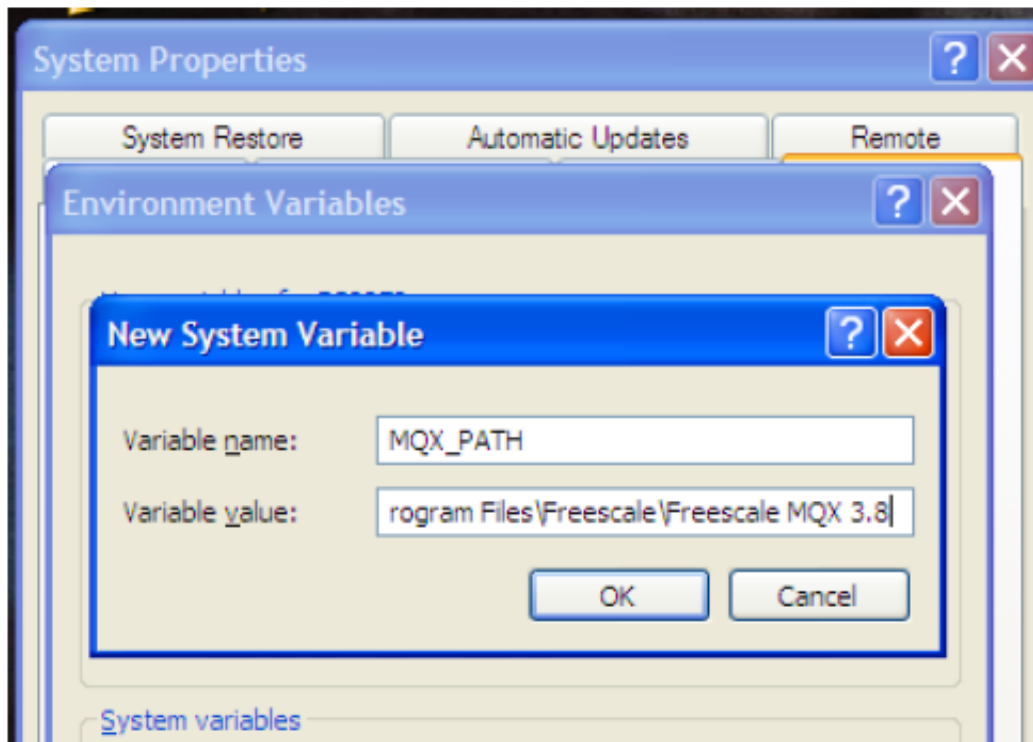 System Properties
System Restore Automatic Updates Remote
Environment Variables
New System Variable
Variable name: MQX_PATH
Variable value: rogram Files\Freescale\Freescale MQX 3.8
OK Cancel
System variables